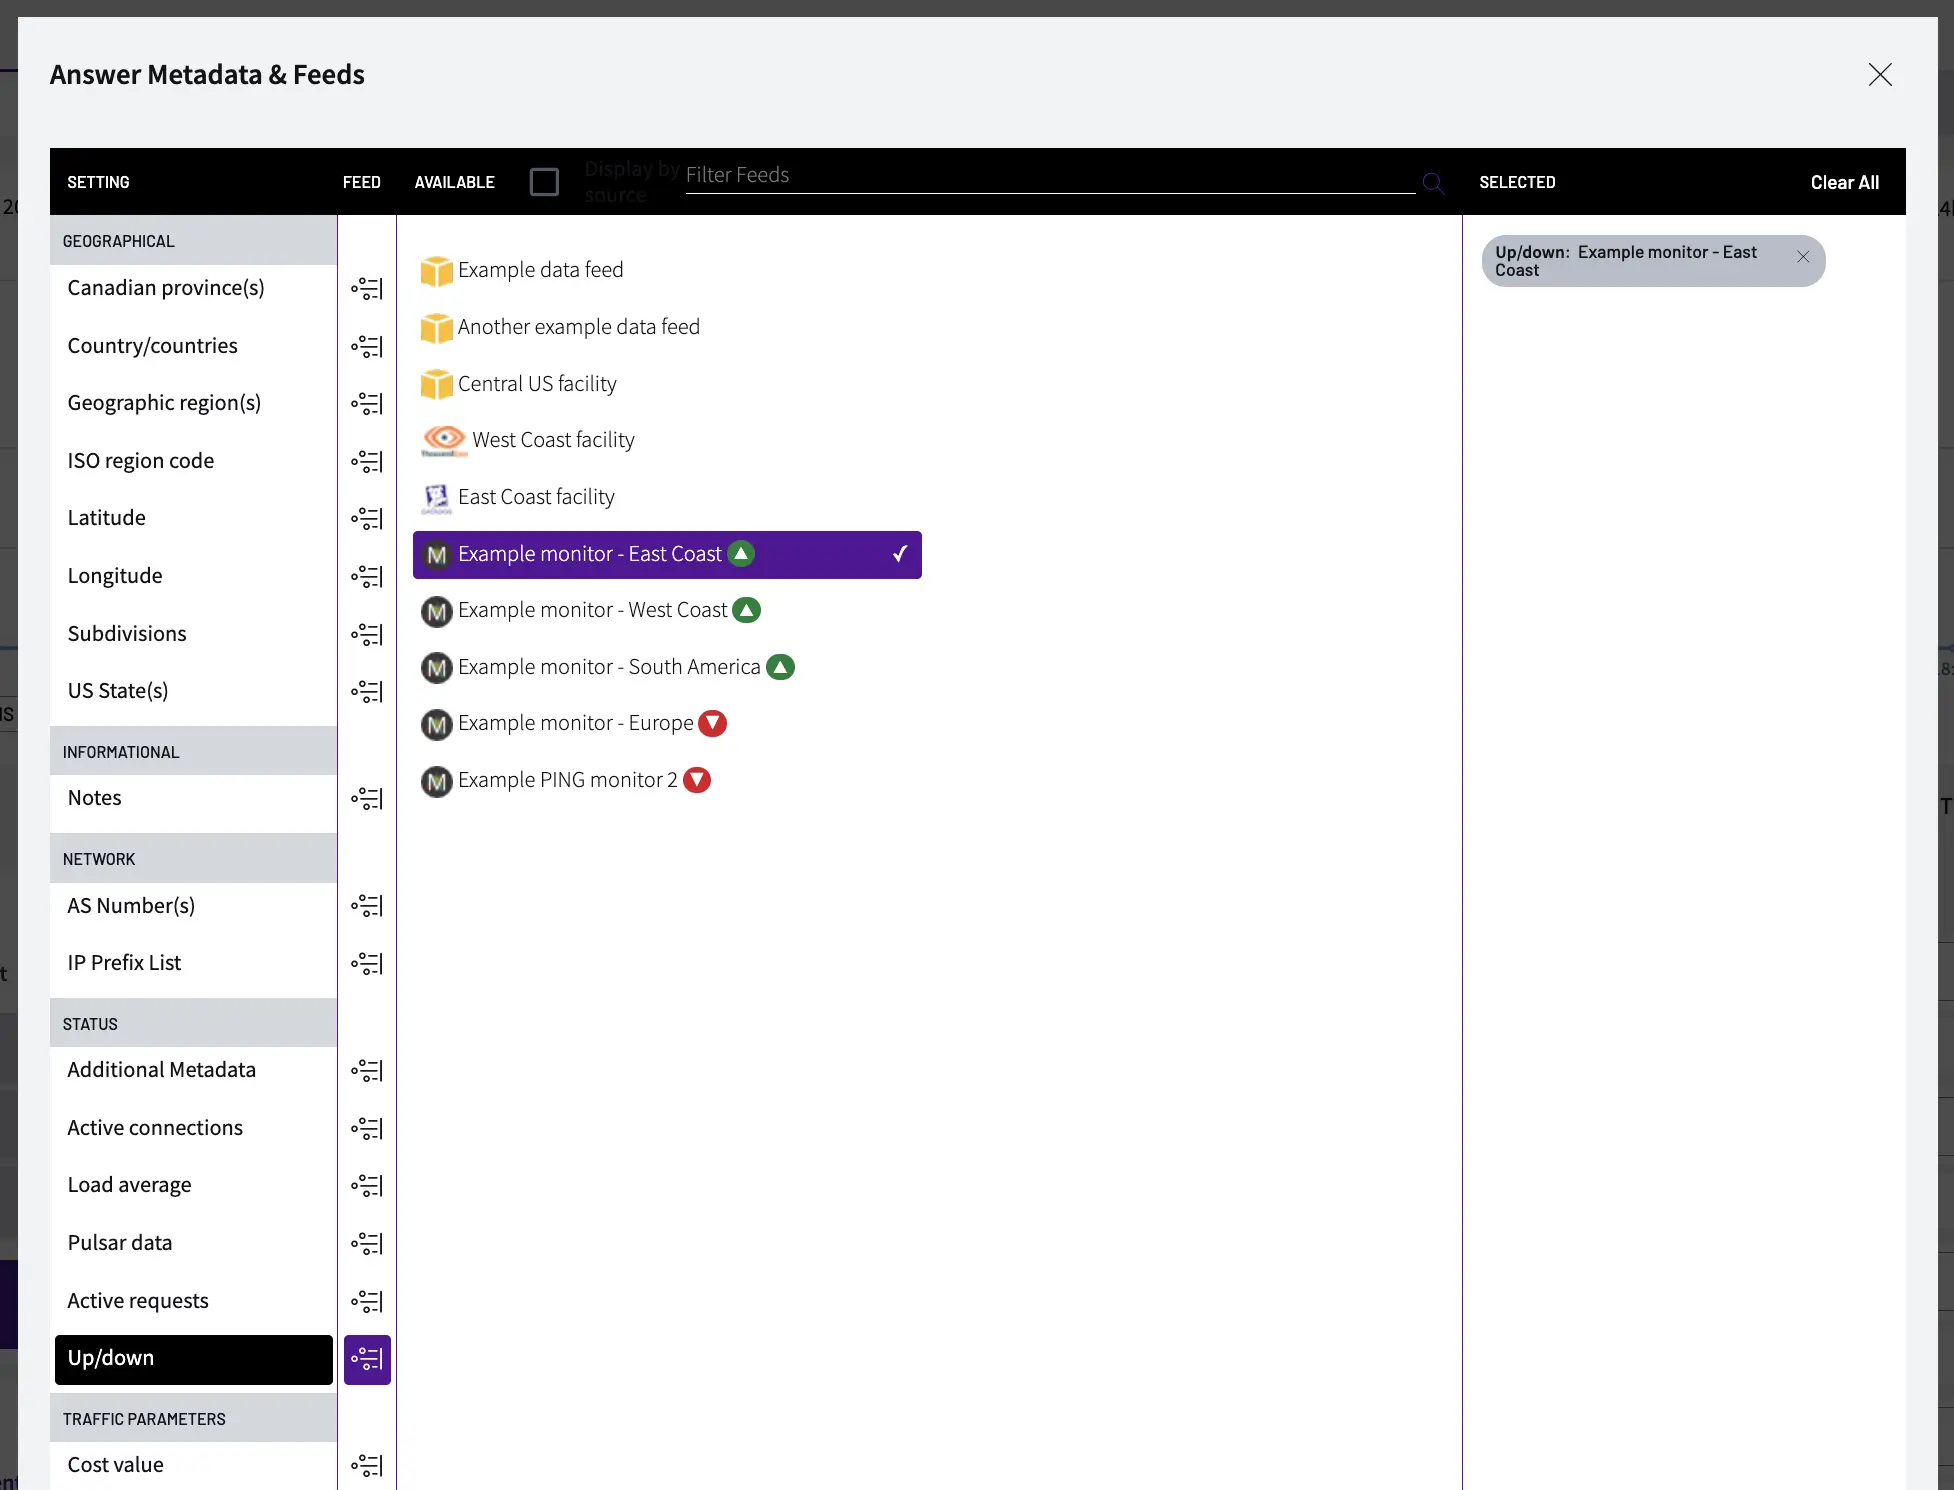 Answer Metadata & Feeds
SETTING
FEED
AVAILABLE
Display by
source
Filter Feeds
SELECTED
Clear All
GEOGRAPHICAL
Canadian province(s)
Country/countries
Geographic region(s)
ISO region code
Latitude
Longitude
Subdivisions
US State(s)
INFORMATIONAL
Notes
NETWORK
AS Number(s)
IP Prefix List
STATUS
Additional Metadata
Active connections
Load average
Pulsar data
Active requests
Up/down
TRAFFIC PARAMETERS
Cost value
Example data feed
Another example data feed
Central US facility
West Coast facility
East Coast facility
M Example monitor - East Coast
M Example monitor - West Coast
M Example monitor - South America
M Example monitor - Europe
M Example PING monitor 2
Up/down: Example monitor - East
Coast